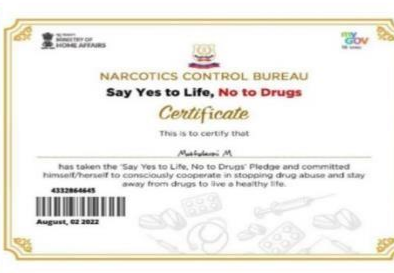 MINISTRY OF
HOME AFFAIRS
my
GOV
NARCOTICS CONTROL BUREAU
Say Yes to Life, No to Drugs
Certificate
This is to certify that
has taken the 'Say Yes to Life, No to Drugs' Pledge and committed
himself/herself to consciously cooperate in stopping drug abuse and stay
away from drugs to live a healthy life.
4332864645
August, 02 2022